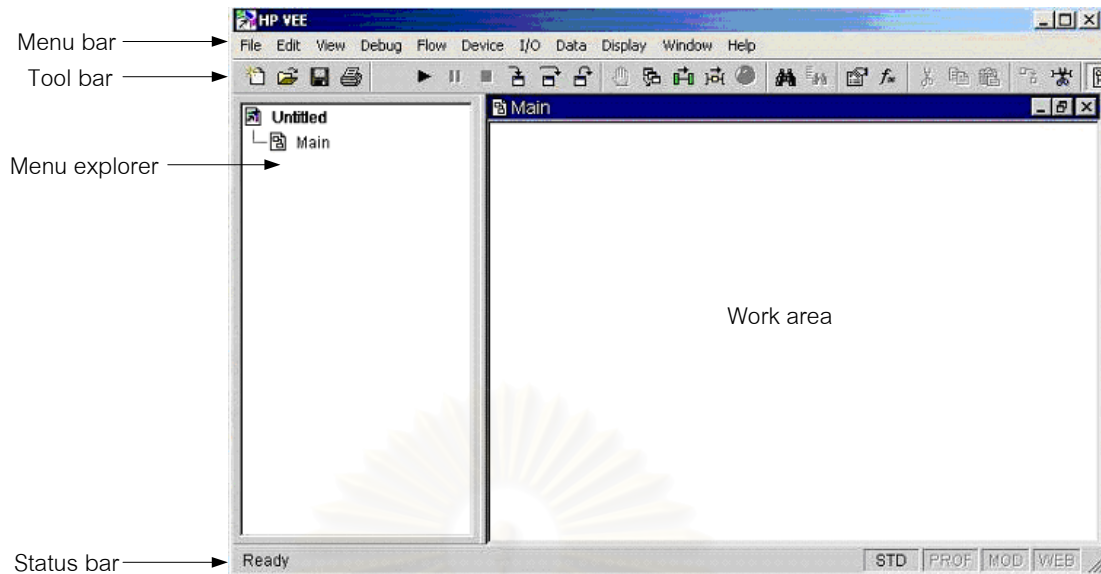 HP VEE
Menu bar
File Edit View Debug Flow Device I/O Data Display Window Help
Tool bar
Untitled
Main
Main
Menu explorer
Work area
Status bar
Ready
STD PROF MOD WEB